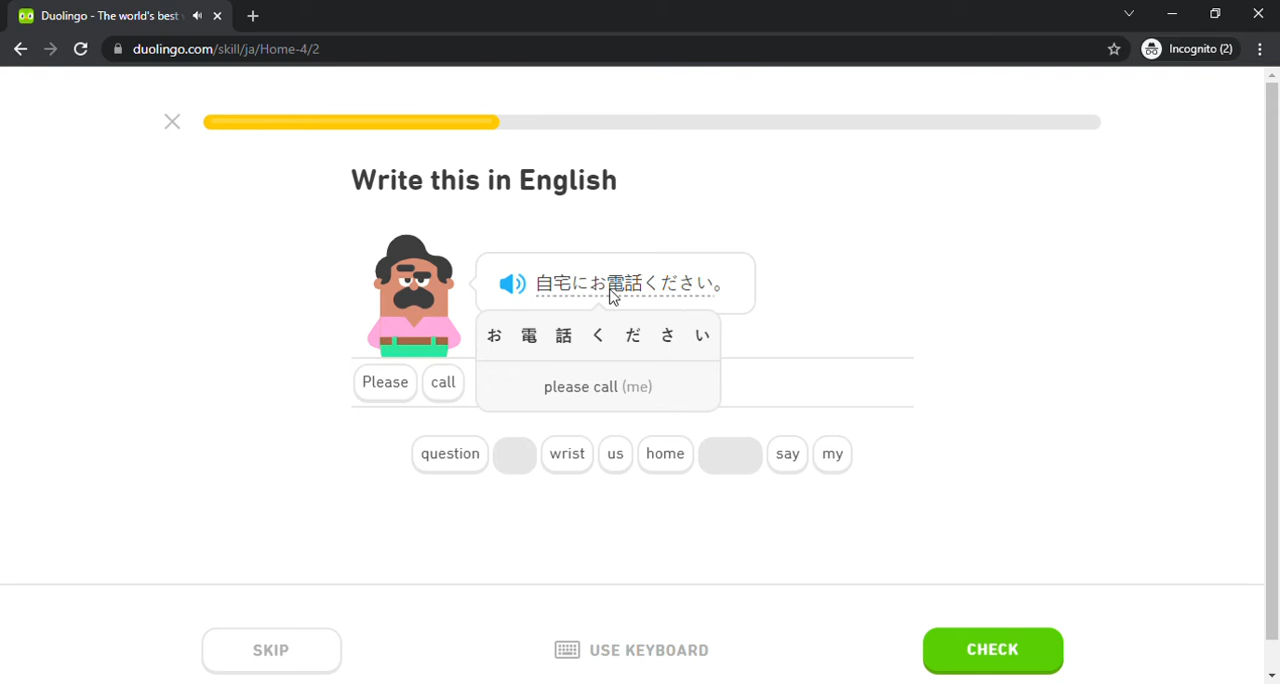 Duolingo - The world's best
duolingo.com/skill/ja/Home-4/2
Incognito (2)
Write this in English
自宅にお電話ください。
お電話ください
please call (me)
Please call
question wrist us home say my
SKIP
USE KEYBOARD
CHECK